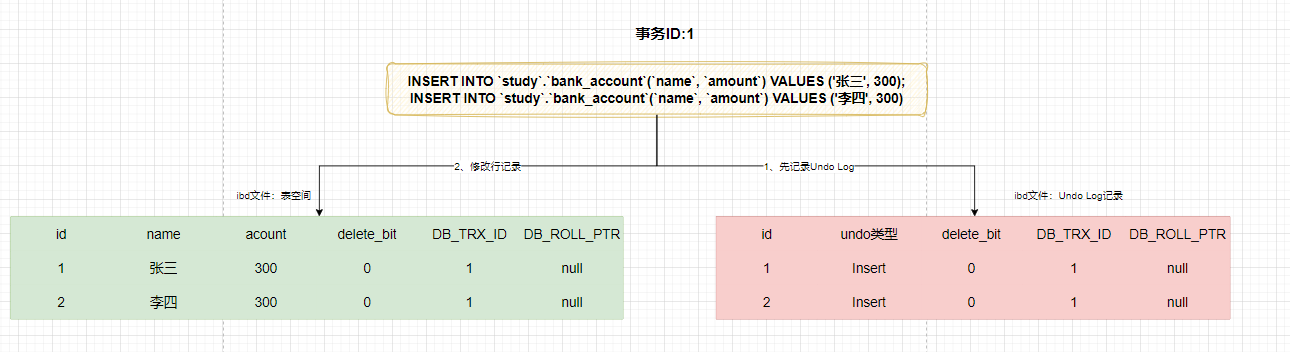 事务ID:1
INSERT INTO `study`.`bank_account`(`name`, `amount`) VALUES ('张三', 300);
INSERT INTO `study`.`bank_account`(`name`, `amount`) VALUES ('李四', 300)
2、修改行记录
1、先记录Undo Log
ibd文件：表空间
ibd文件：Undo Log记录
id name acount delete_bit DB_TRX_ID DB_ROLL_PTR
1 张三 300 0 1 null
2 李四 300 0 1 null
id undo类型 delete_bit DB_TRX_ID DB_ROLL_PTR
1 Insert 0 1 null
2 Insert 0 1 null